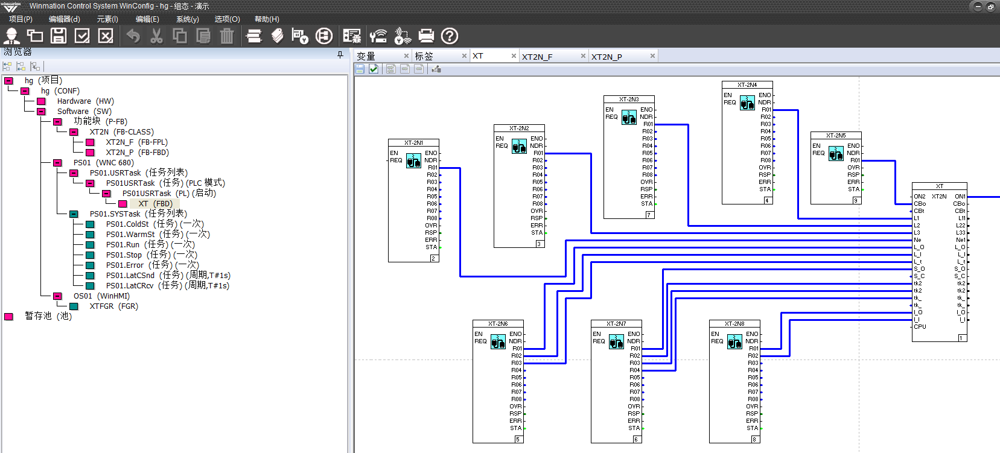 WINMATION Winmation Control System WinConfig - hg - 组态 - 演示
项目(P) 编辑器(d) 元素(l) 编辑(E) 系统(y) 选项(O) 帮助(H)
浏览器
hg (项目)
hg (CONF)
Hardware (HW)
Software (SW)
功能块 (P-FB)
XT2N (FB-CLASS)
XT2N_F (FB-FPL)
XT2N_P (FB-FBD)
PS01 (WNC 680)
PS01.USRTask (任务列表)
PS01USRTask (任务) (PLC 模式)
PS01USRTask (PL) (启动)
XT (FBD)
PS01.SYSTask (任务列表)
PS01.ColdSt (任务) (一次)
PS01.WarmSt (任务) (一次)
PS01.Run (任务) (一次)
PS01.Stop (任务) (一次)
PS01.Error (任务) (一次)
PS01.LatCSnd (任务) (周期,T#1s)
PS01.LatCRcv (任务) (周期,T#1s)
OS01 (WinHMI)
XTFGR (FGR)
暂存池 (池)
变量 标签 XT XT2N_F XT2N_P
XT-2N1
EN ENO
REQ NDR
R01
R02
R03
R04
R05
R06
R07
R08
OVR
RSP
ERR
STA
2
XT-2N2
EN ENO
REQ NDR
R01
R02
R03
R04
R05
R06
R07
R08
OVR
RSP
ERR
STA
3
XT-2N3
EN ENO
REQ NDR
R01
R02
R03
R04
R05
R06
R07
R08
OVR
RSP
ERR
STA
7
XT-2N4
EN ENO
REQ NDR
R01
R02
R03
R04
R05
R06
R07
R08
OVR
RSP
ERR
STA
4
XT-2N5
EN ENO
REQ NDR
R01
OVR
RSP
ERR
STA
9
XT
ON2 XT2N ON1
CBo CBo
CBt CBt
L1 L11
L2 L22
L3 L33
Ne Ne1
L_O L_O
L_I L_I
L_t L_t
S_O S_O
S_C S_C
tk2 tk2
tk2 tk2
tk_ tk_
tk_ tk_
I_O I_O
I_I I_I
CPU
1
XT-2N6
EN ENO
REQ NDR
R01
R02
R03
R04
R05
R06
R07
R08
OVR
RSP
ERR
STA
5
XT-2N7
EN ENO
REQ NDR
R01
R02
R03
R04
R05
R06
R07
R08
OVR
RSP
ERR
STA
6
XT-2N8
EN ENO
REQ NDR
R01
R02
R03
R04
R05
R06
R07
R08
OVR
RSP
ERR
STA
8